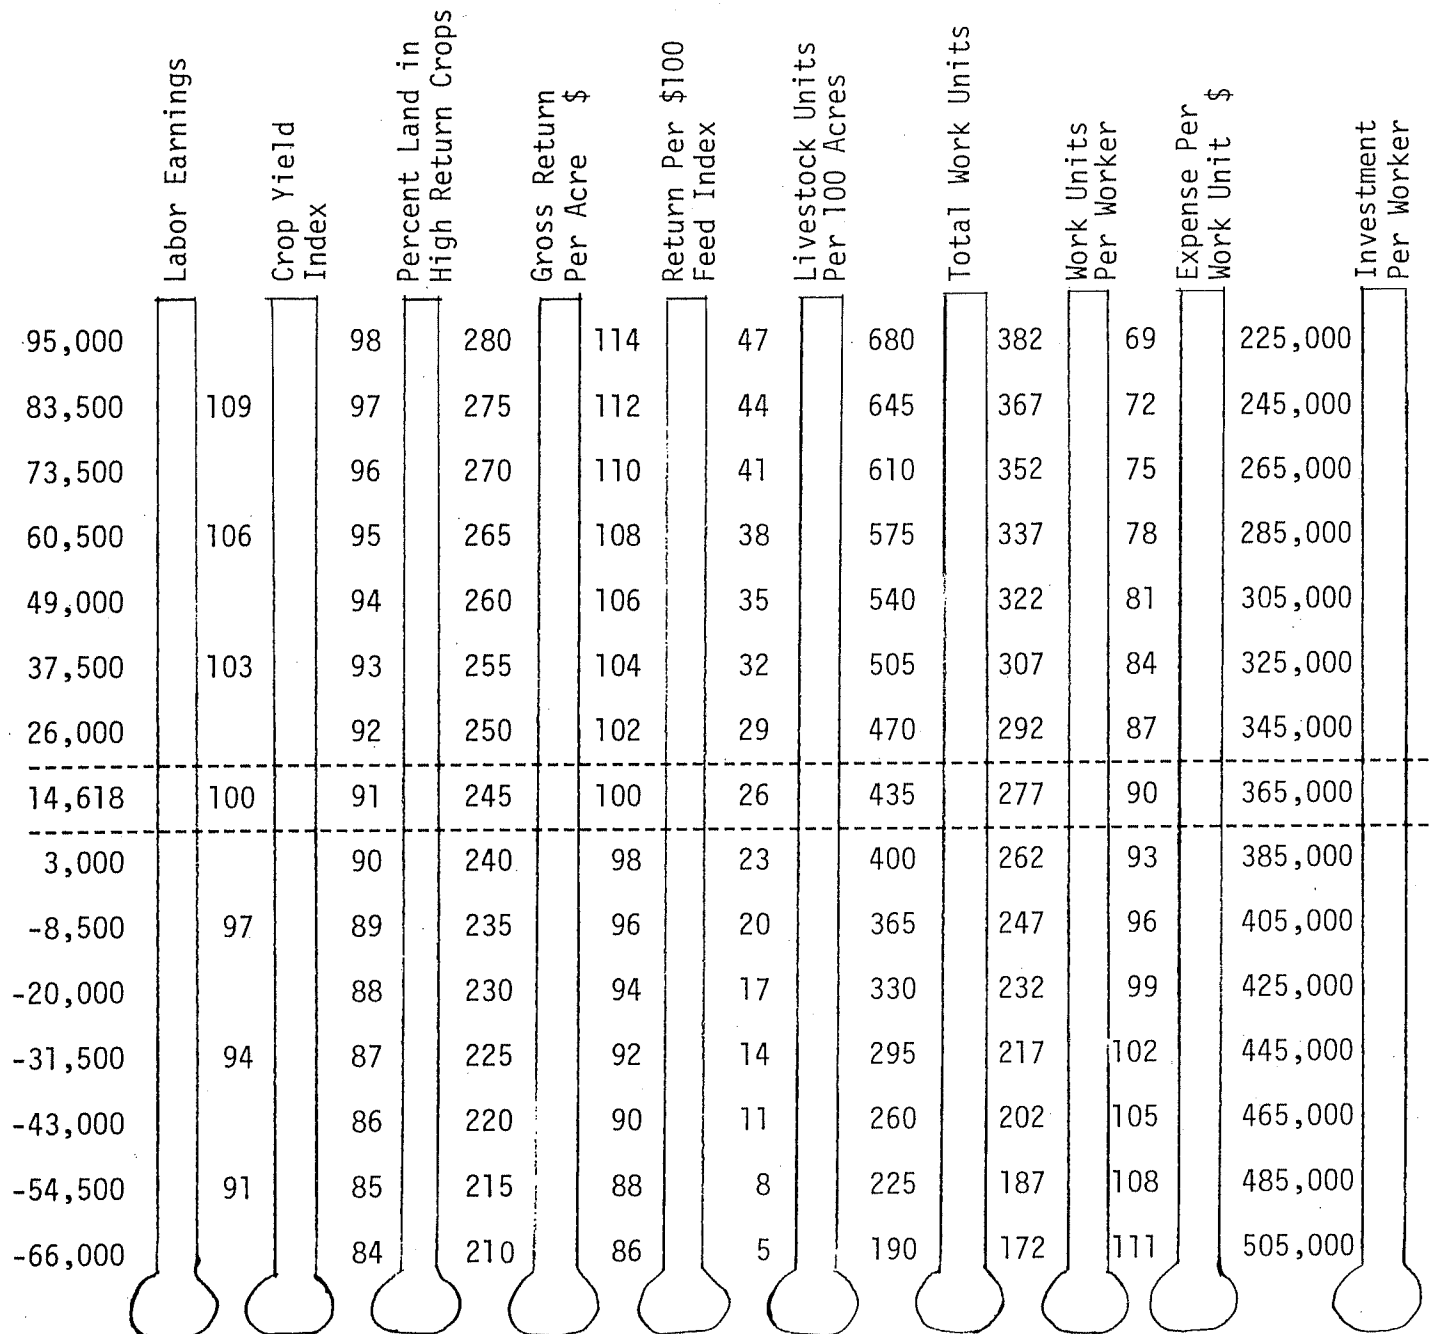 Labor Earnings
Crop Yield
Index
Percent Land in
High Return Crops
Gross Return
Per Acre $
Return Per $100
Feed Index
Livestock Units
Per 100 Acres
Total Work Units
Work Units
Per Worker
Expense Per
Work Unit $
Investment
Per Worker
95,000 98 280 114 47 680 382 69 225,000
83,500 109 97 275 112 44 645 367 72 245,000
73,500 96 270 110 41 610 352 75 265,000
60,500 106 95 265 108 38 575 337 78 285,000
49,000 94 260 106 35 540 322 81 305,000
37,500 103 93 255 104 32 505 307 84 325,000
26,000 92 250 102 29 470 292 87 345,000
14,618 100 91 245 100 26 435 277 90 365,000
3,000 90 240 98 23 400 262 93 385,000
-8,500 97 89 235 96 20 365 247 96 405,000
-20,000 88 230 94 17 330 232 99 425,000
-31,500 94 87 225 92 14 295 217 102 445,000
-43,000 86 220 90 11 260 202 105 465,000
-54,500 91 85 215 88 8 225 187 108 485,000
-66,000 84 210 86 5 190 172 111 505,000